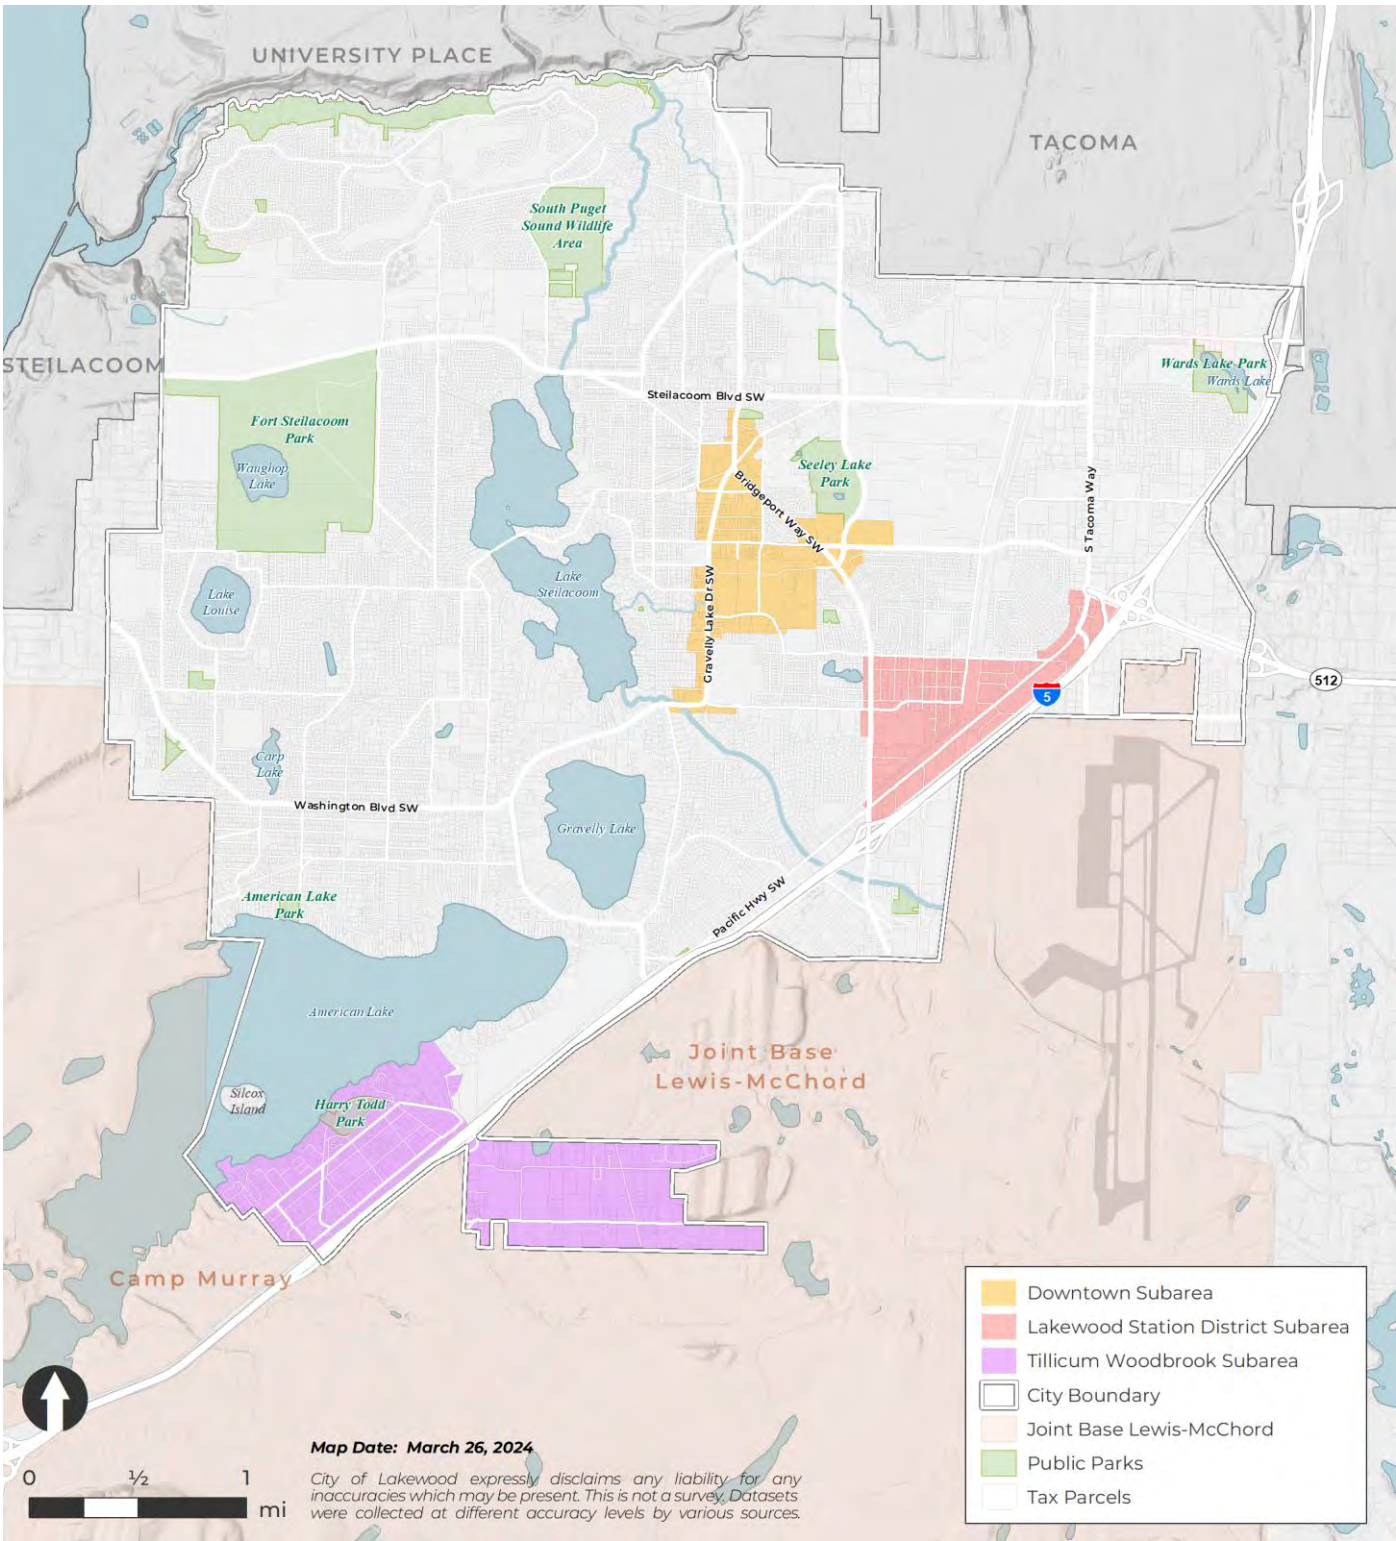 UNIVERSITY PLACE
TACOMA
South Puget
Sound Wildlife
Area
STEILACOOM
Wards Lake Park
Wards Lake
Steilacoom Blvd SW
Fort Steilacoom
Park
Waughop
Lake
Seeley Lake
Park
Bridgeport Way SW
S Tacoma Way
Lake
Louise
Lake
Steilacoom
Gravelly Lake Dr SW
512
5
Carp
Lake
Washington Blvd SW
Gravelly Lake
American Lake
Park
Pacific Hwy SW
American Lake
Joint Base
Lewis-McChord
Silcox
Island
Harry Todd
Park
Camp Murray
Downtown Subarea
Lakewood Station District Subarea
Tillicum Woodbrook Subarea
City Boundary
Joint Base Lewis-McChord
Public Parks
Tax Parcels
Map Date: March 26, 2024
City of Lakewood expressly disclaims any liability for any
inaccuracies which may be present. This is not a survey. Datasets
were collected at different accuracy levels by various sources.
0 ½ 1
mi